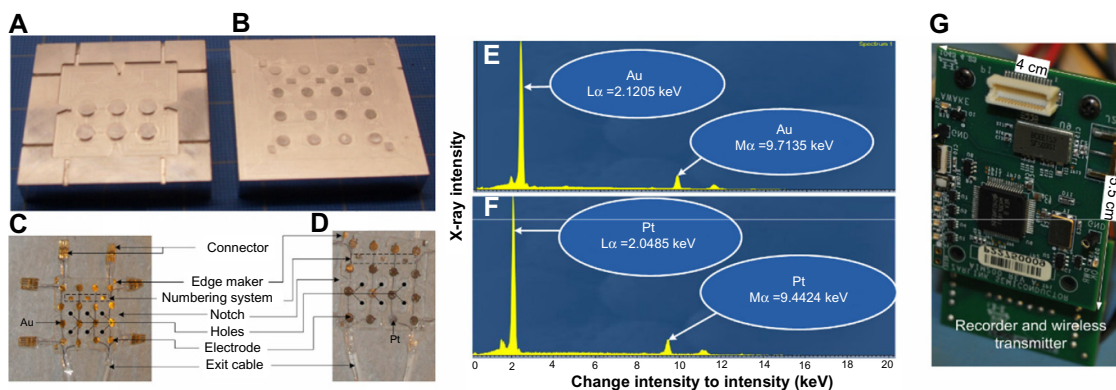 A
B
C
D
Connector
Edge maker
Numbering system
Notch
Holes
Electrode
Exit cable
Au
Pt
E
Spectrum 1
Au
Lα =2.1205 keV
Au
Mα =9.7135 keV
F
Pt
Lα =2.0485 keV
Pt
Mα =9.4424 keV
X-ray intensity
0 2 4 6 8 10 12 14 16 18 20
Change intensity to intensity (keV)
G
4 cm
5.5 cm
Recorder and wireless
transmitter